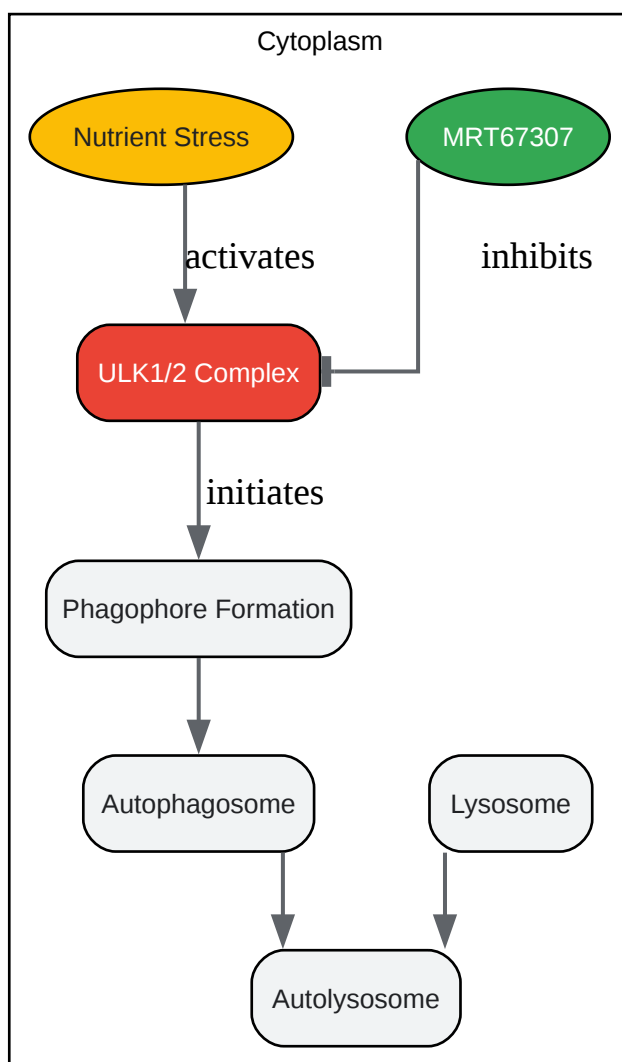 Cytoplasm
Nutrient Stress
MRT67307
activates
inhibits
ULK1/2 Complex
initiates
Phagophore Formation
Autophagosome
Lysosome
Autolysosome